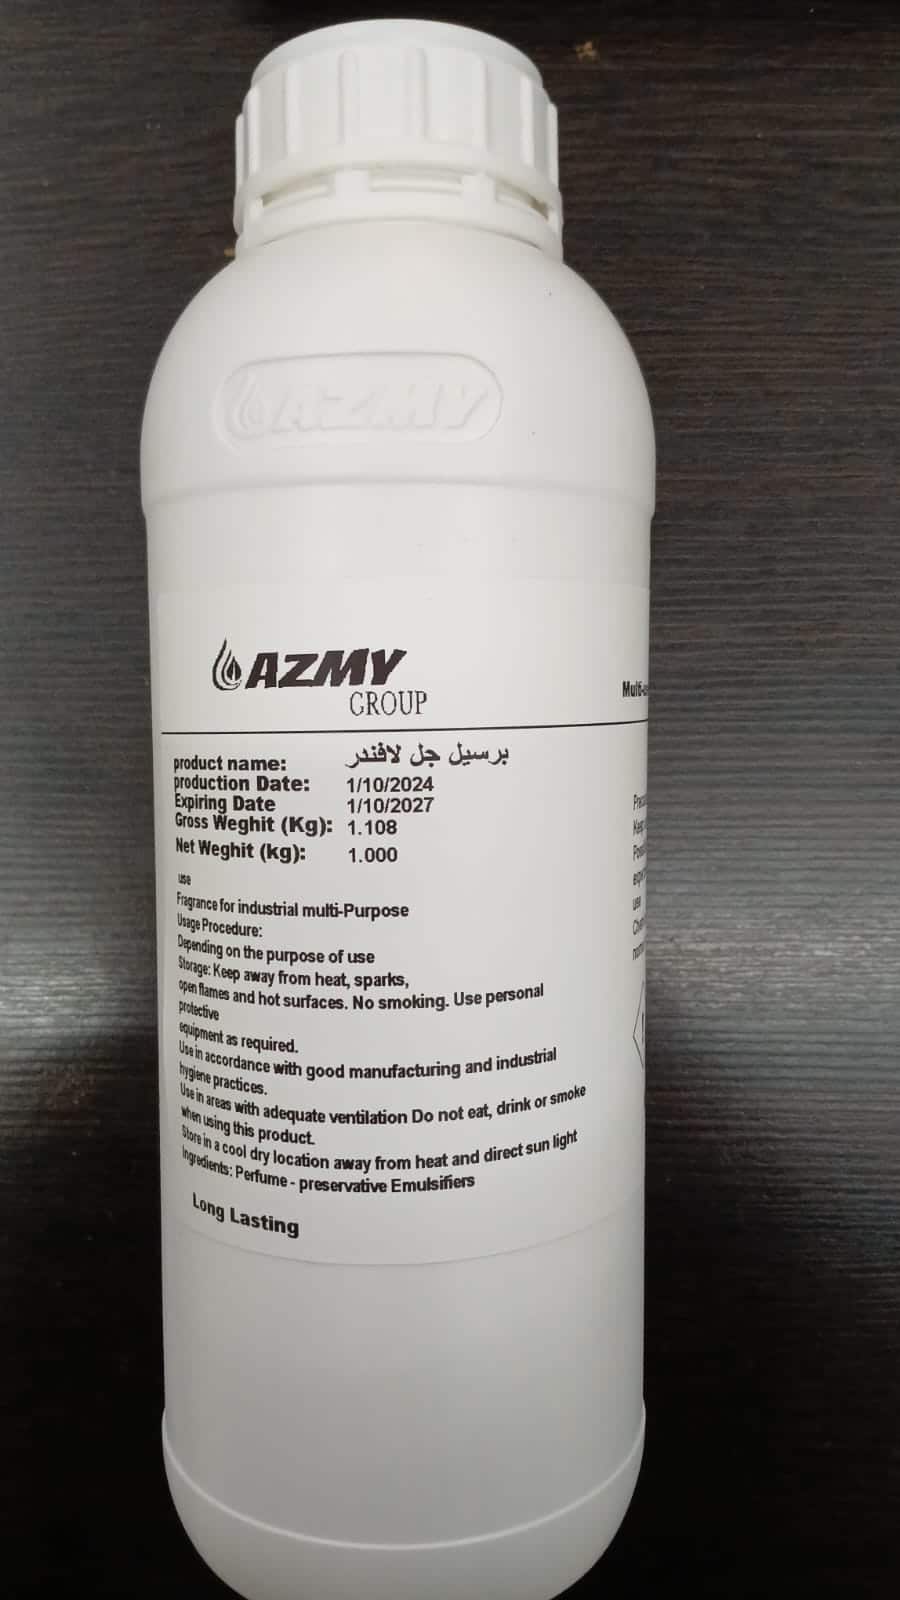 AZMY
AZMY
GROUP
product name: برسيل جل لافندر
production Date: 1/10/2024
Expiring Date 1/10/2027
Gross Weghit (Kg): 1.108
Net Weghit (kg): 1.000
use
Fragrance for industrial multi-Purpose
Usage Procedure:
Depending on the purpose of use
Storage: Keep away from heat, sparks,
open flames and hot surfaces. No smoking. Use personal
protective
equipment as required.
Use in accordance with good manufacturing and industrial
hygiene practices.
Use in areas with adequate ventilation Do not eat, drink or smoke
when using this product.
Store in a cool dry location away from heat and direct sun light
Ingredients: Perfume - preservative Emulsifiers
Long Lasting
use